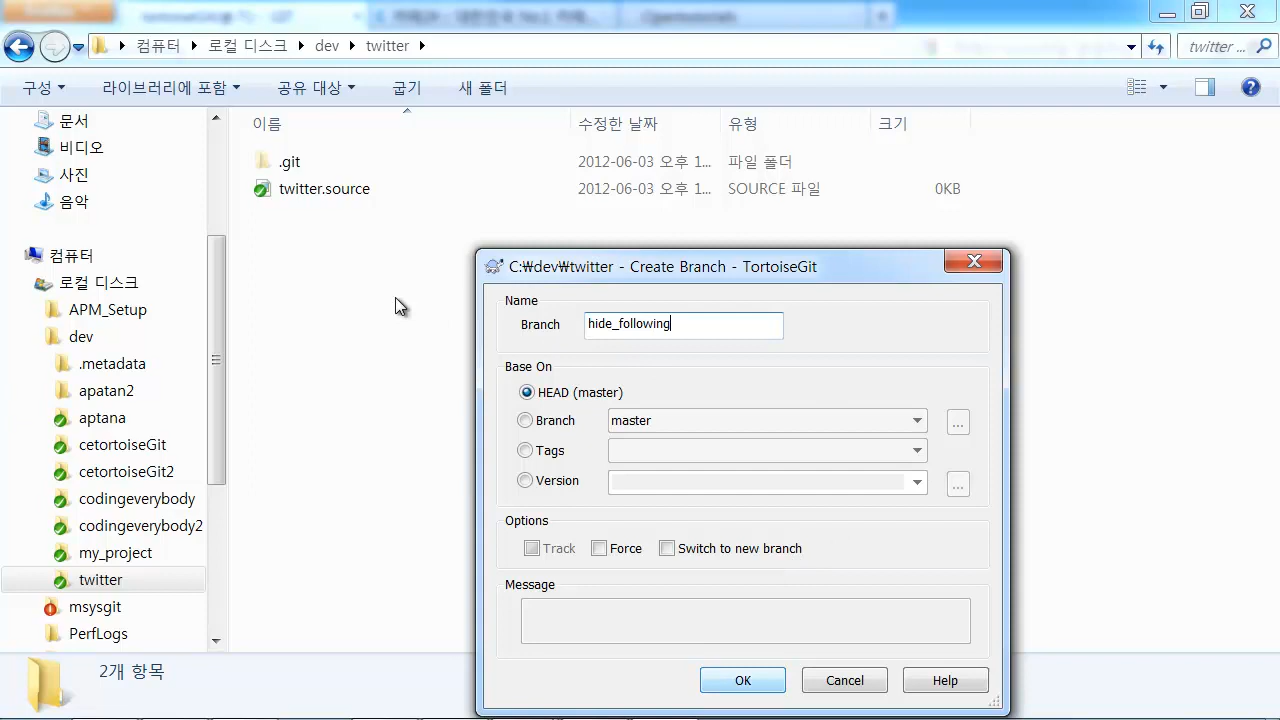 컴퓨터 로컬 디스크 dev twitter
twitter ...
구성 라이브러리에 포함 공유 대상 굽기 새 폴더
문서
비디오
사진
음악
컴퓨터
로컬 디스크
APM_Setup
dev
.metadata
apatan2
aptana
cetortoiseGit
cetortoiseGit2
codingeverybody
codingeverybody2
my_project
twitter
msysgit
PerfLogs
이름 수정한 날짜 유형 크기
.git 2012-06-03 오후 1... 파일 폴더
twitter.source 2012-06-03 오후 1... SOURCE 파일 0KB
C:₩dev₩twitter - Create Branch - TortoiseGit
Name
Branch hide_following
Base On
HEAD (master)
Branch master ...
Tags
Version ...
Options
Track Force Switch to new branch
Message
OK Cancel Help
2개 항목